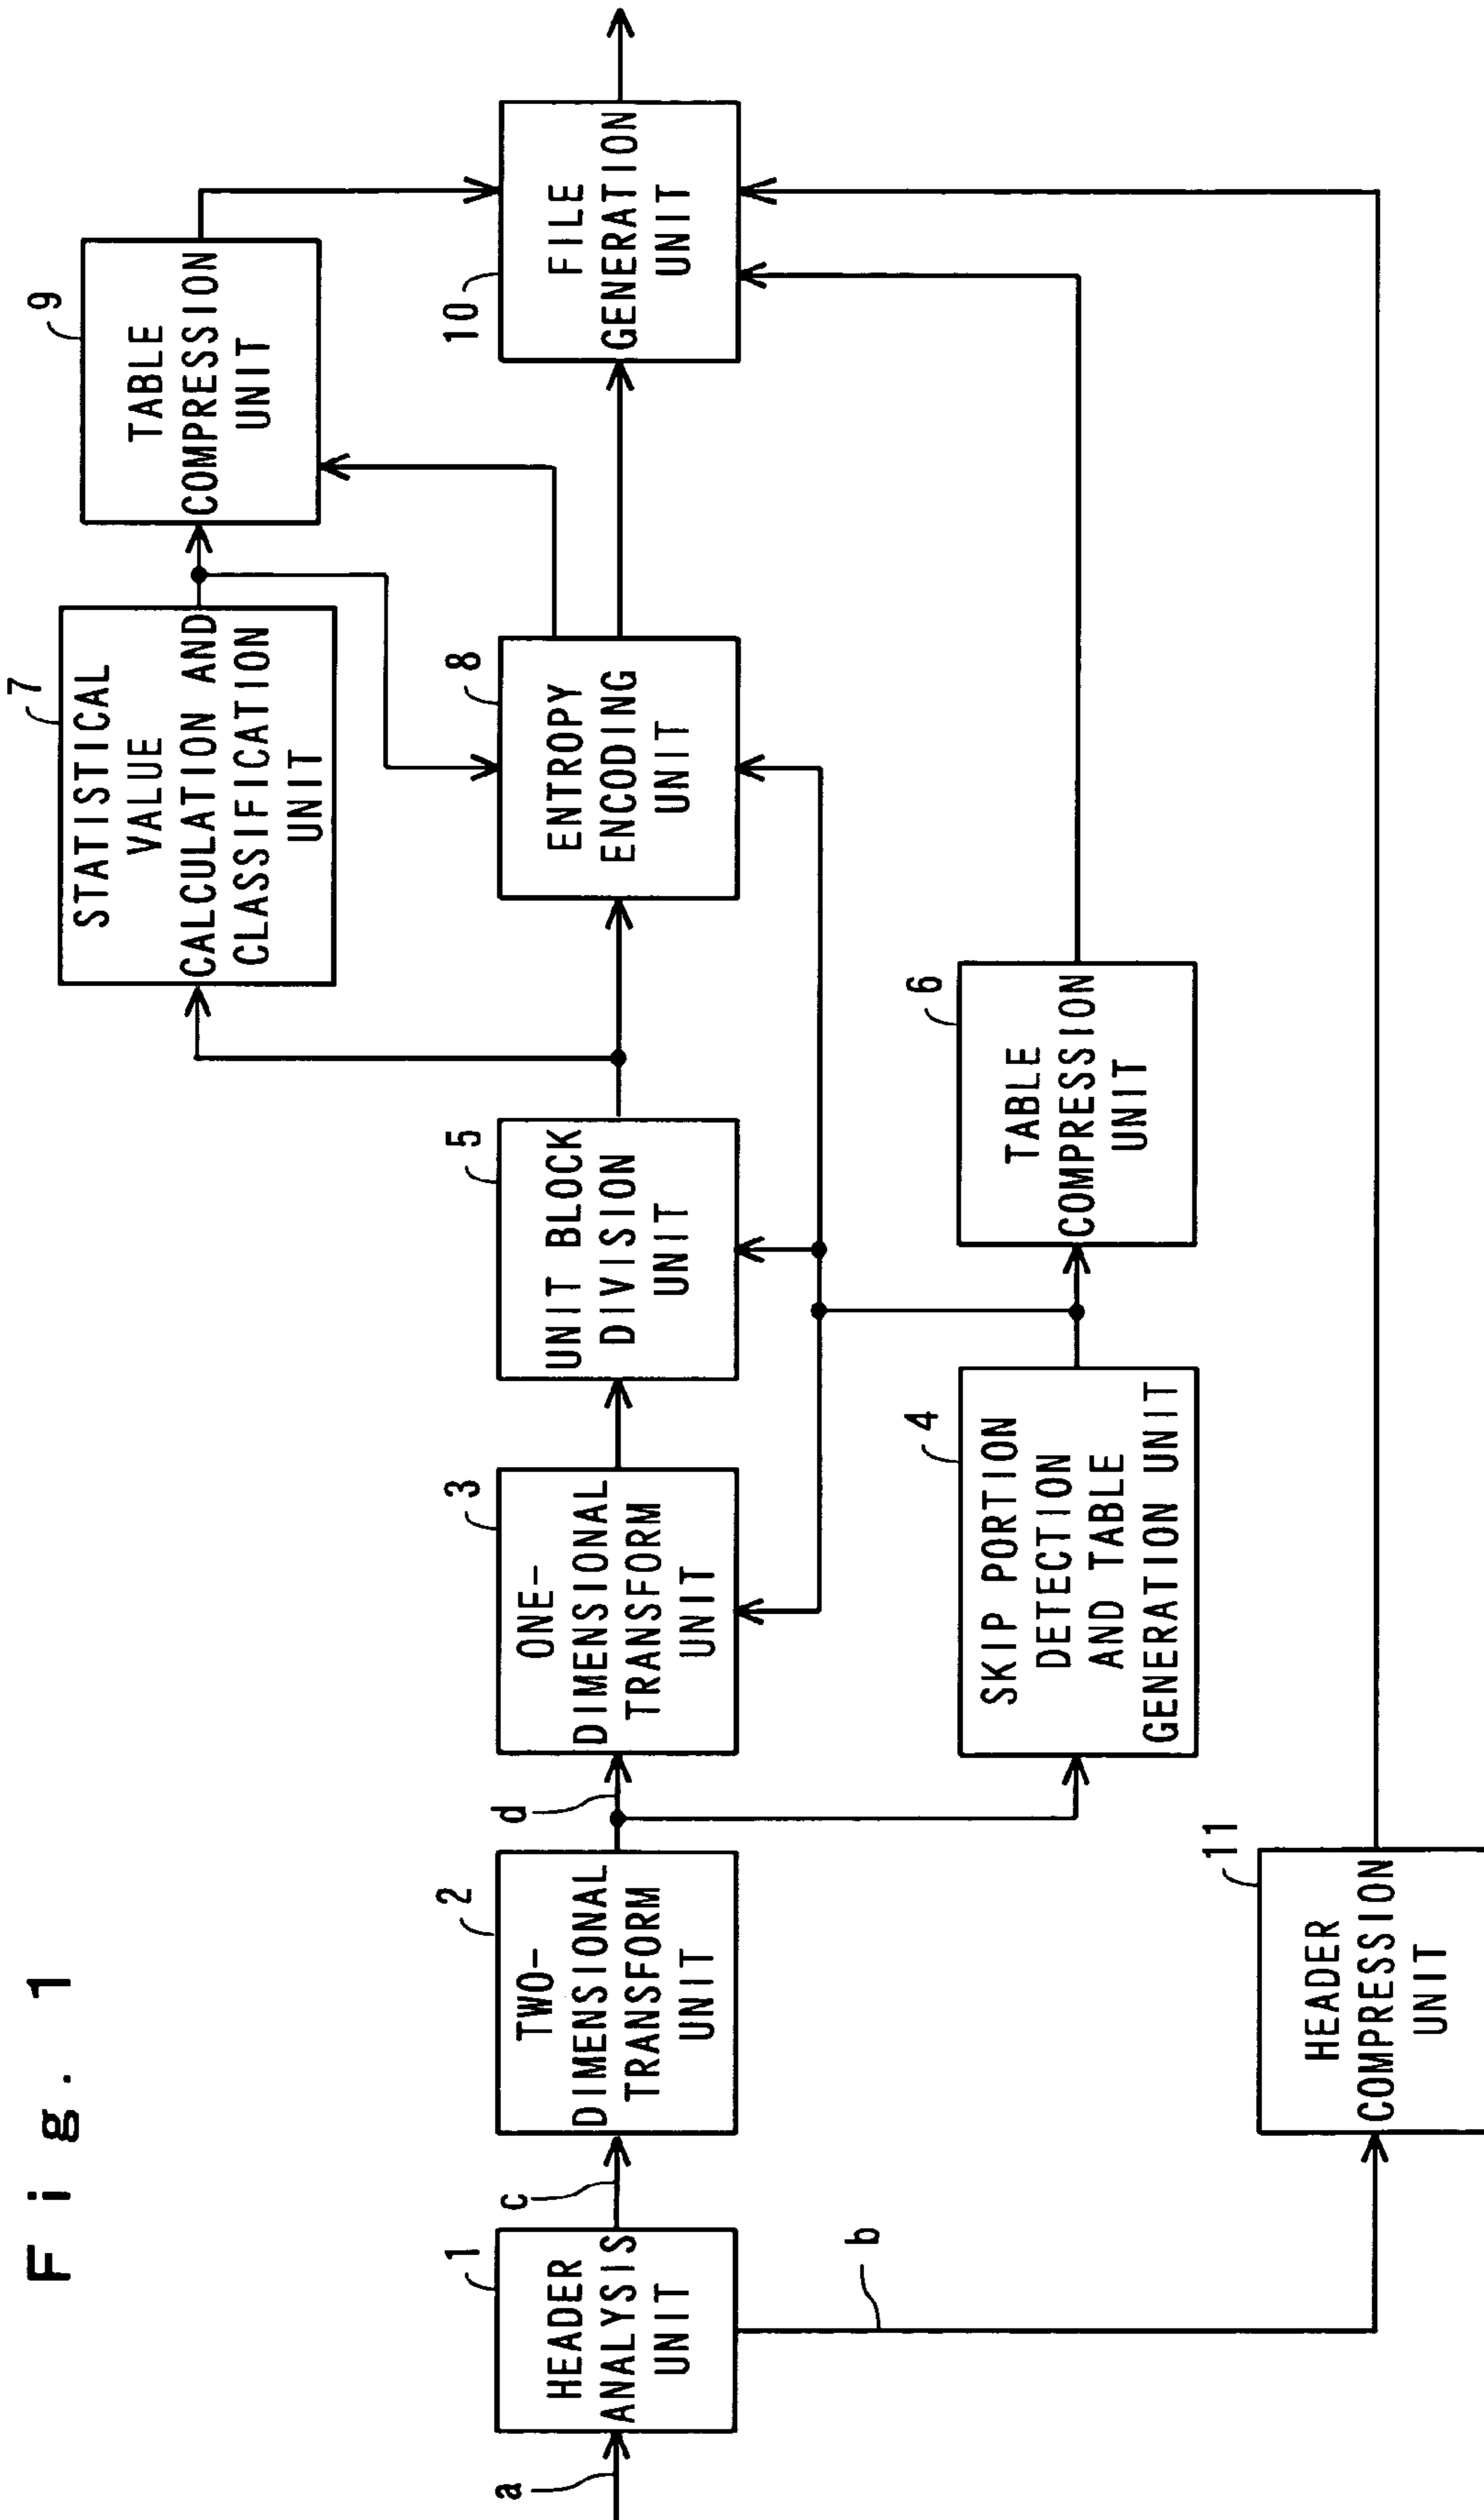 Fig. 1
a
1
HEADER
ANALYSIS
UNIT
b
c
2
TWO-
DIMENSIONAL
TRANSFORM
UNIT
d
3
ONE-
DIMENSIONAL
TRANSFORM
UNIT
4
SKIP PORTION
DETECTION
AND TABLE
GENERATION UNIT
5
UNIT BLOCK
DIVISION
UNIT
6
TABLE
COMPRESSION
UNIT
7
STATISTICAL
VALUE
CALCULATION AND
CLASSIFICATION
UNIT
8
ENTROPY
ENCODING
UNIT
9
TABLE
COMPRESSION
UNIT
10
FILE
GENERATION
UNIT
11
HEADER
COMPRESSION
UNIT